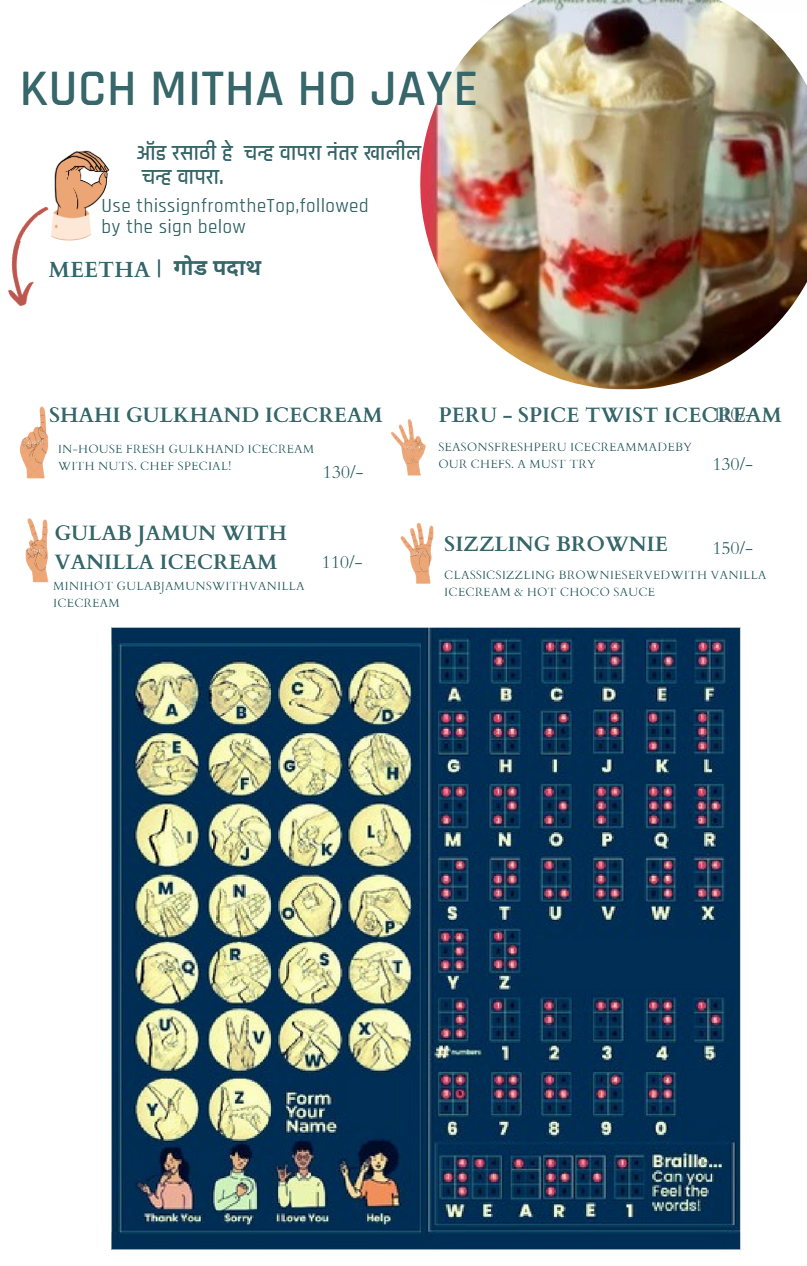 KUCH MITHA HO JAYE
ऑड रसाठी हे चन्ह वापरा नंतर खालील
चन्ह वापरा.
Use thissignfromtheTop,followed
by the sign below
MEETHA | गोड पदाथ
SHAHI GULKHAND ICECREAM
IN-HOUSE FRESH GULKHAND ICECREAM
WITH NUTS. CHEF SPECIAL!
130/-
PERU - SPICE TWIST ICECREAM
SEASONSFRESHPERU ICECREAMMADEBY
OUR CHEFS. A MUST TRY
130/-
GULAB JAMUN WITH
VANILLA ICECREAM
110/-
MINIHOT GULABJAMUNSWITHVANILLA
ICECREAM
SIZZLING BROWNIE
150/-
CLASSICSIZZLING BROWNIESERVEDWITH VANILLA
ICECREAM & HOT CHOCO SAUCE
A B C D
E F G H
I J K L
M N O P
Q R S T
U V W X
Y Z
Form
Your
Name
Thank You Sorry I Love You Help
A B C D E F
G H I J K L
M N O P Q R
S T U V W X
Y Z
# numbers 1 2 3 4 5
6 7 8 9 0
W E A R E 1
Braille...
Can you
Feel the
words!